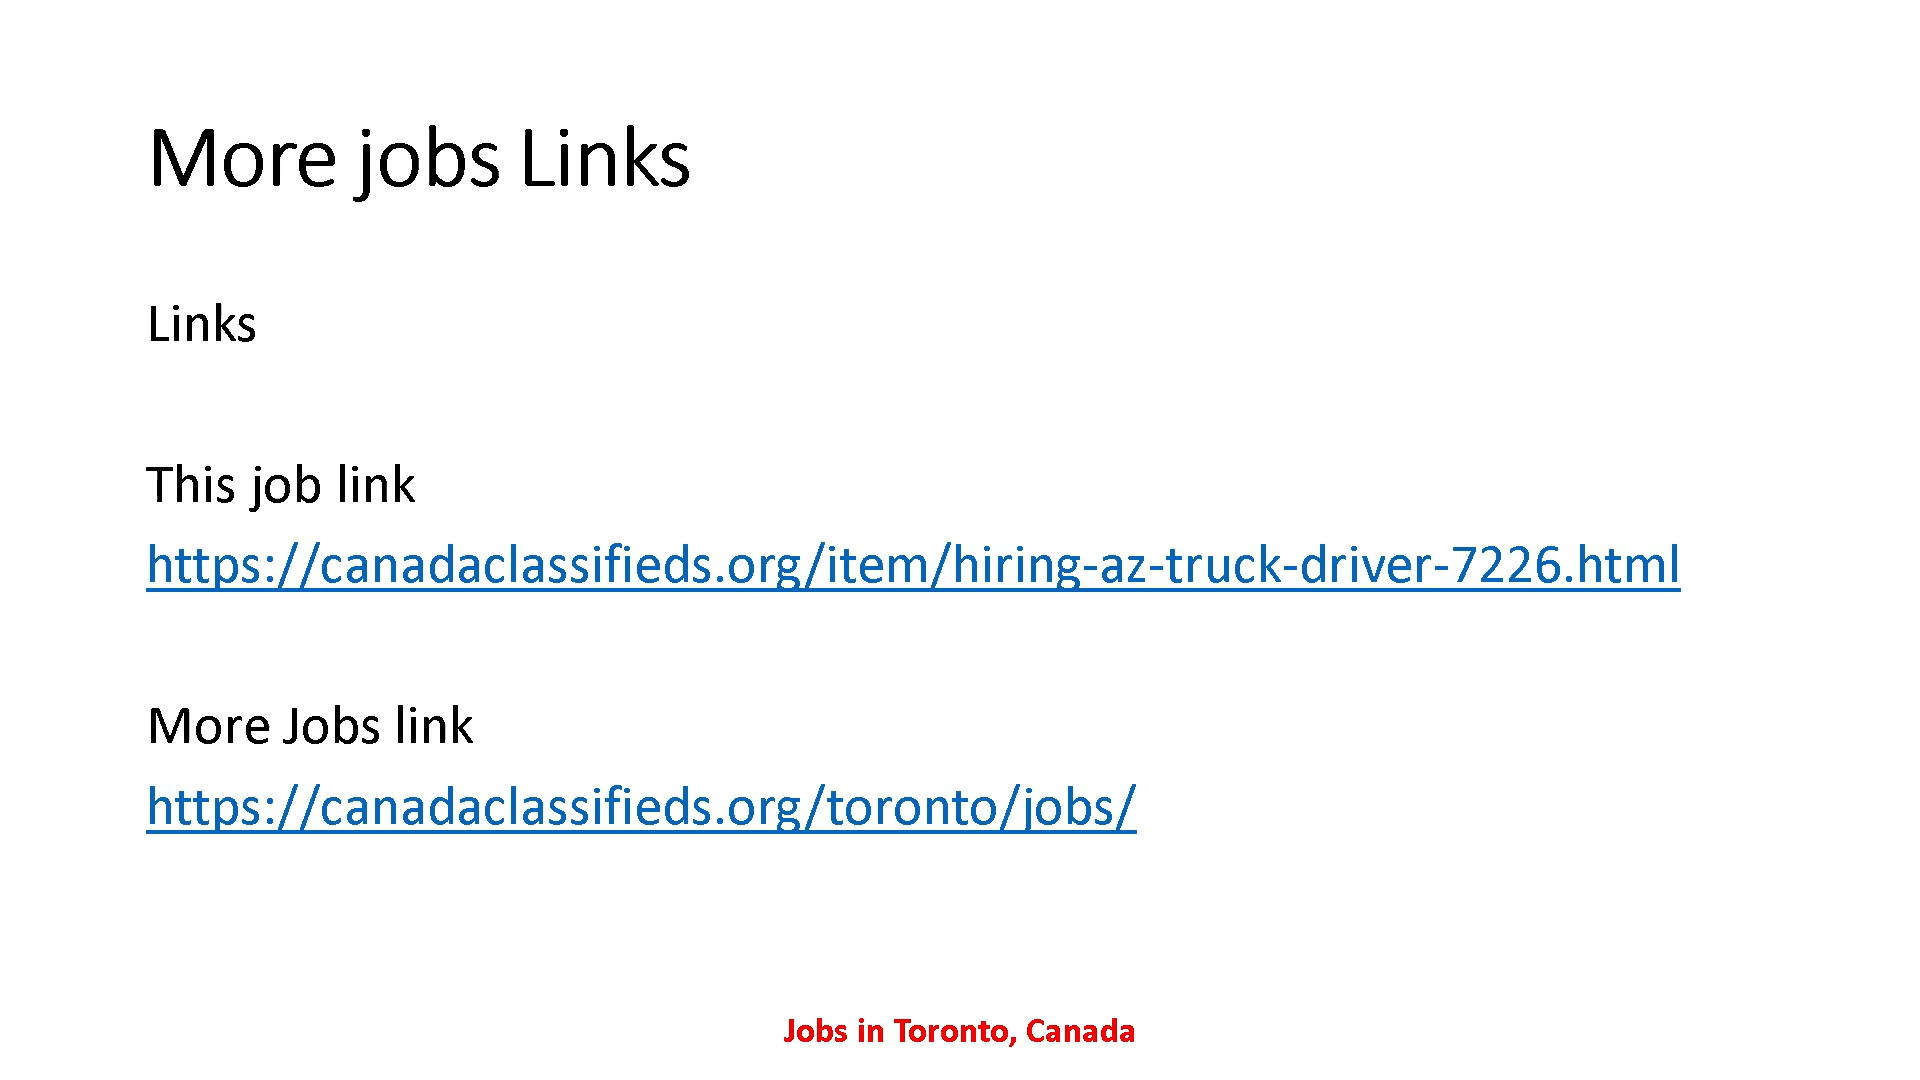 More jobs Links
Links
This job link
https://canadaclassifieds.org/item/hiring-az-truck-driver-7226.html
More Jobs link
https://canadaclassifieds.org/toronto/jobs/
Jobs in Toronto, Canada